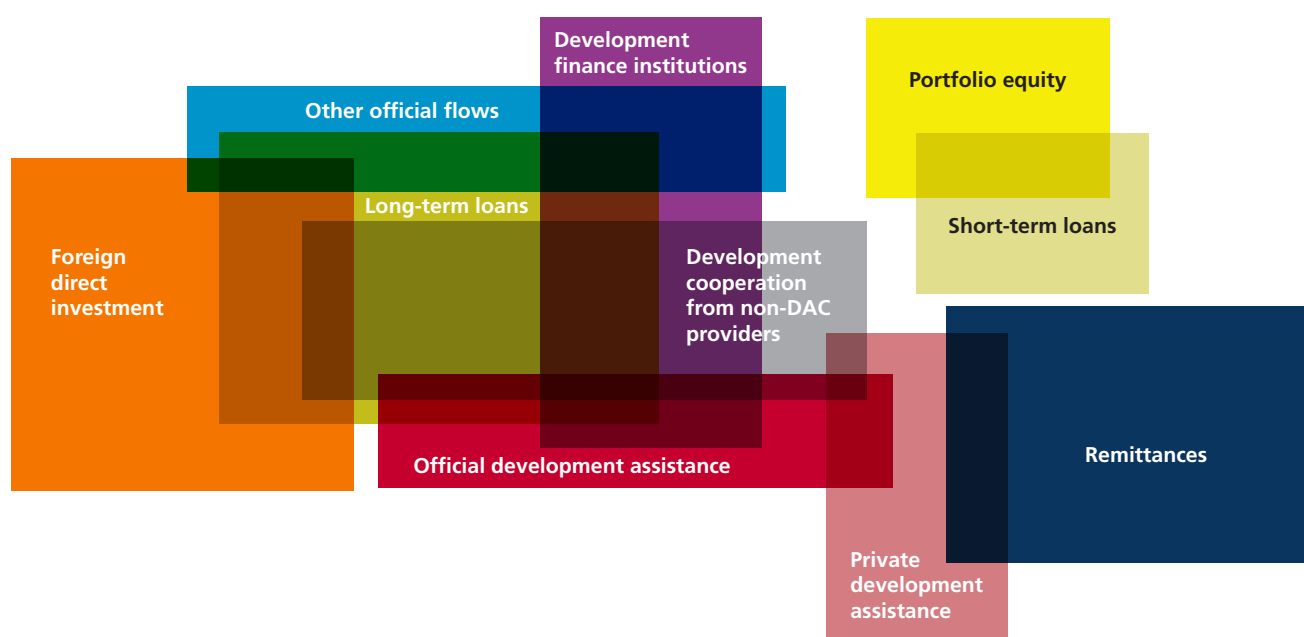 Development
finance institutions
Portfolio equity
Other official flows
Long-term loans
Short-term loans
Foreign
direct
investment
Development
cooperation
from non-DAC
providers
Official development assistance
Remittances
Private
development
assistance